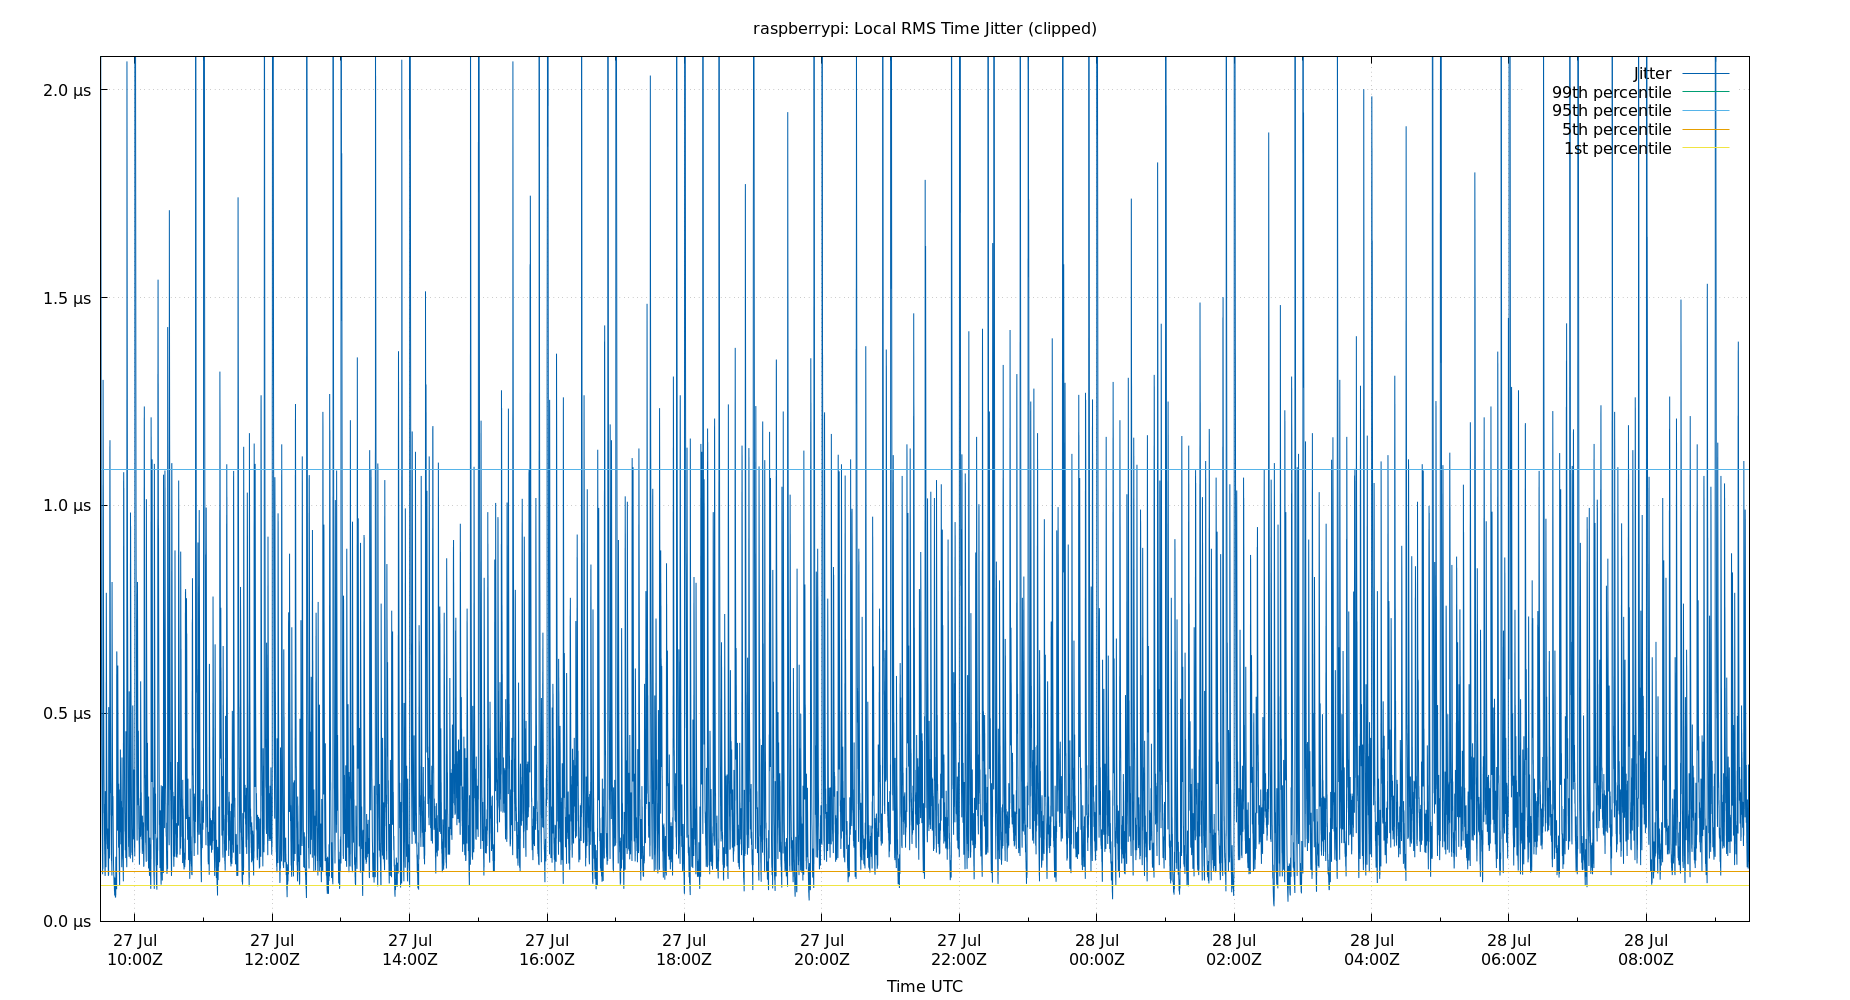 raspberrypi: Local RMS Time Jitter (clipped)
2.0 µs
1.5 µs
1.0 µs
0.5 µs
0.0 µs
Jitter
99th percentile
95th percentile
5th percentile
1st percentile
27 Jul 27 Jul 27 Jul 27 Jul 27 Jul 27 Jul 27 Jul 28 Jul 28 Jul 28 Jul 28 Jul 28 Jul
10:00Z 12:00Z 14:00Z 16:00Z 18:00Z 20:00Z 22:00Z 00:00Z 02:00Z 04:00Z 06:00Z 08:00Z
Time UTC